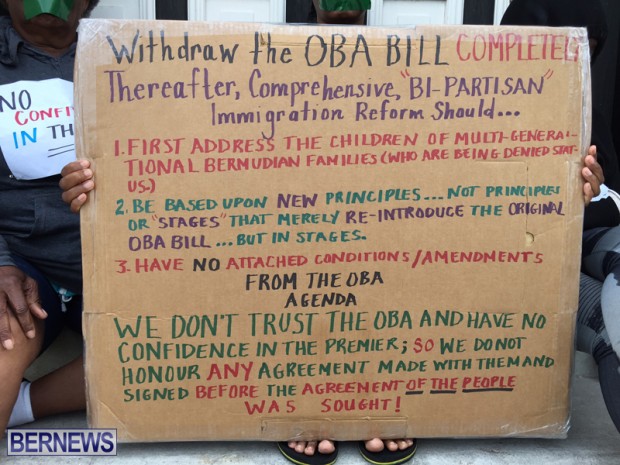 Withdraw the OBA BILL COMPLETEL
Thereafter, Comprehensive, "BI-PARTISAN"
Immigration Reform Should...
1. FIRST ADDRESS THE CHILDREN OF MULTI-GENERA-
TIONAL BERMUDIAN FAMILIES (WHO ARE BEING DENIED STAT-
US.)
2. BE BASED UPON NEW PRINCIPLES... NOT PRINCIPLES
OR "STAGES" THAT MERELY RE-INTRODUCE THE ORIGINAL
OBA BILL... BUT IN STAGES.
3. HAVE NO ATTACHED CONDITIONS/AMENDMENTS
FROM THE OBA
AGENDA
WE DON'T TRUST THE OBA AND HAVE NO
CONFIDENCE IN THE PREMIER; SO WE DO NOT
HONOUR ANY AGREEMENT MADE WITH THEM AND
SIGNED BEFORE THE AGREEMENT OF THE PEOPLE
WAS SOUGHT!
NO
CONFI
IN TH
BERNEWS